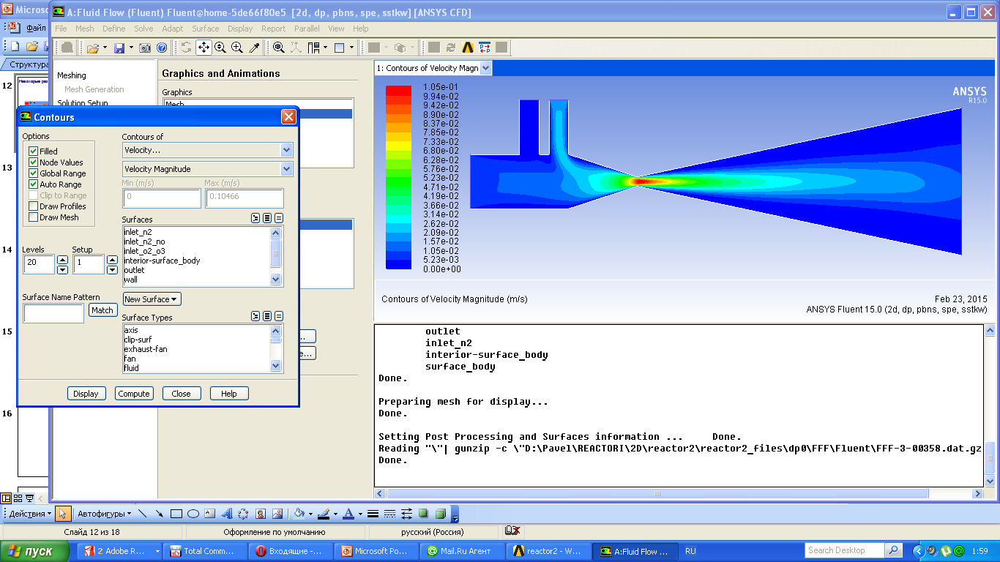 Microsc
A:Fluid Flow (Fluent) Fluent@home-5de66f80e5 [2d, dp, pbns, spe, sstkw] [ANSYS CFD]
Файл
File Mesh Define Solve Adapt Surface Display Report Parallel View Help
Структура
12
13
14
15
16
Meshing
Mesh Generation
Solution Setup
Graphics and Animations
Graphics
Mesh
1: Contours of Velocity Magn
Contours
Options
Filled
Node Values
Global Range
Auto Range
Clip to Range
Draw Profiles
Draw Mesh
Levels
20
Setup
1
Surface Name Pattern
Match
Contours of
Velocity...
Velocity Magnitude
Min (m/s) Max (m/s)
0 0.10466
Surfaces
inlet_n2
inlet_n2_no
inlet_o2_o3
interior-surface_body
outlet
wall
New Surface
Surface Types
axis
clip-surf
exhaust-fan
fan
fluid
Display Compute Close Help
..
e...
1.05e-01
9.94e-02
9.42e-02
8.90e-02
8.37e-02
7.85e-02
7.33e-02
6.80e-02
6.28e-02
5.76e-02
5.23e-02
4.71e-02
4.19e-02
3.66e-02
3.14e-02
2.62e-02
2.09e-02
1.57e-02
1.05e-02
5.23e-03
0.00e+00
ANSYS
R15.0
Contours of Velocity Magnitude (m/s)
Feb 23, 2015
ANSYS Fluent 15.0 (2d, dp, pbns, spe, sstkw)
outlet
inlet_n2
interior-surface_body
surface_body
Done.
Preparing mesh for display...
Done.
Setting Post Processing and Surfaces information ... Done.
Reading "\"| gunzip -c \"D:\Pavel\REACTORI\2D\reactor2\reactor2_files\dp0\FFF\Fluent\FFF-3-00358.dat.gz
Done.
Действия Автофигуры
Слайд 12 из 18 Оформление по умолчанию русский (Россия)
пуск 2 Adobe R... Total Comm... Входящие -... Microsoft Po... Mail.Ru Агент reactor2 - W... A:Fluid Flow ... RU Search Desktop 1:59